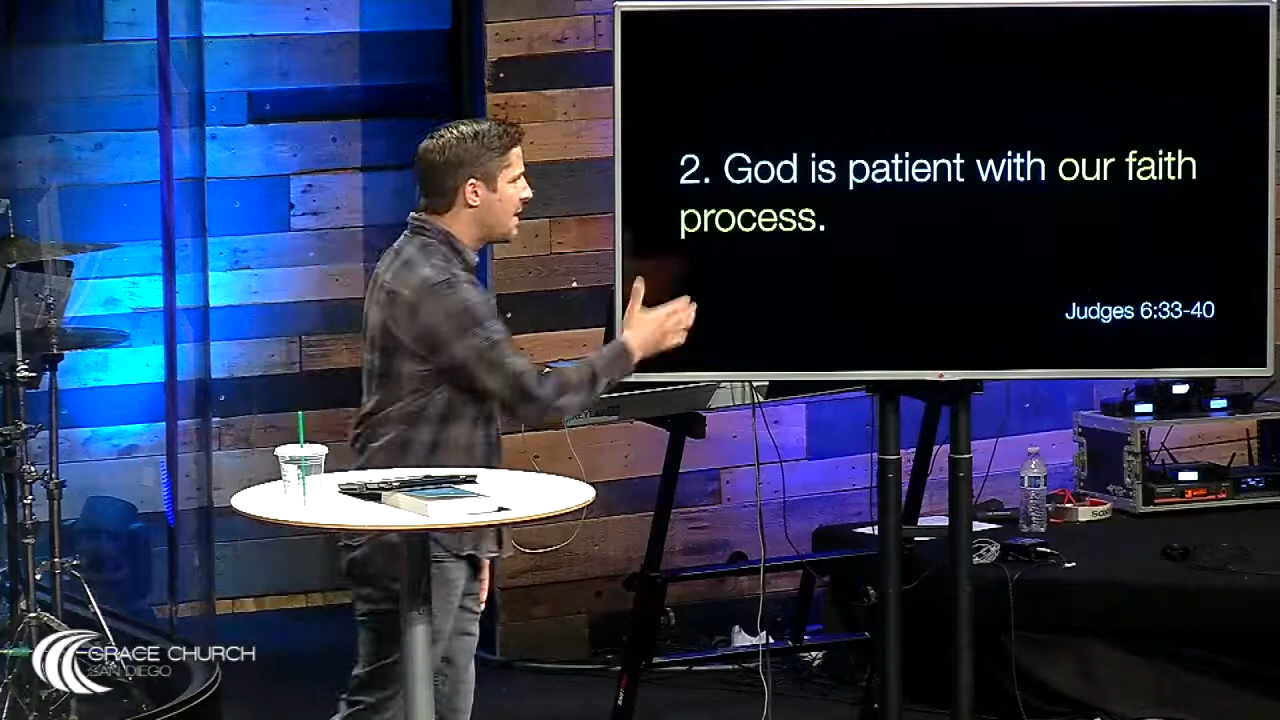 2. God is patient with our faith
process.
Judges 6:33-40
GRACE CHURCH
SAN DIEGO